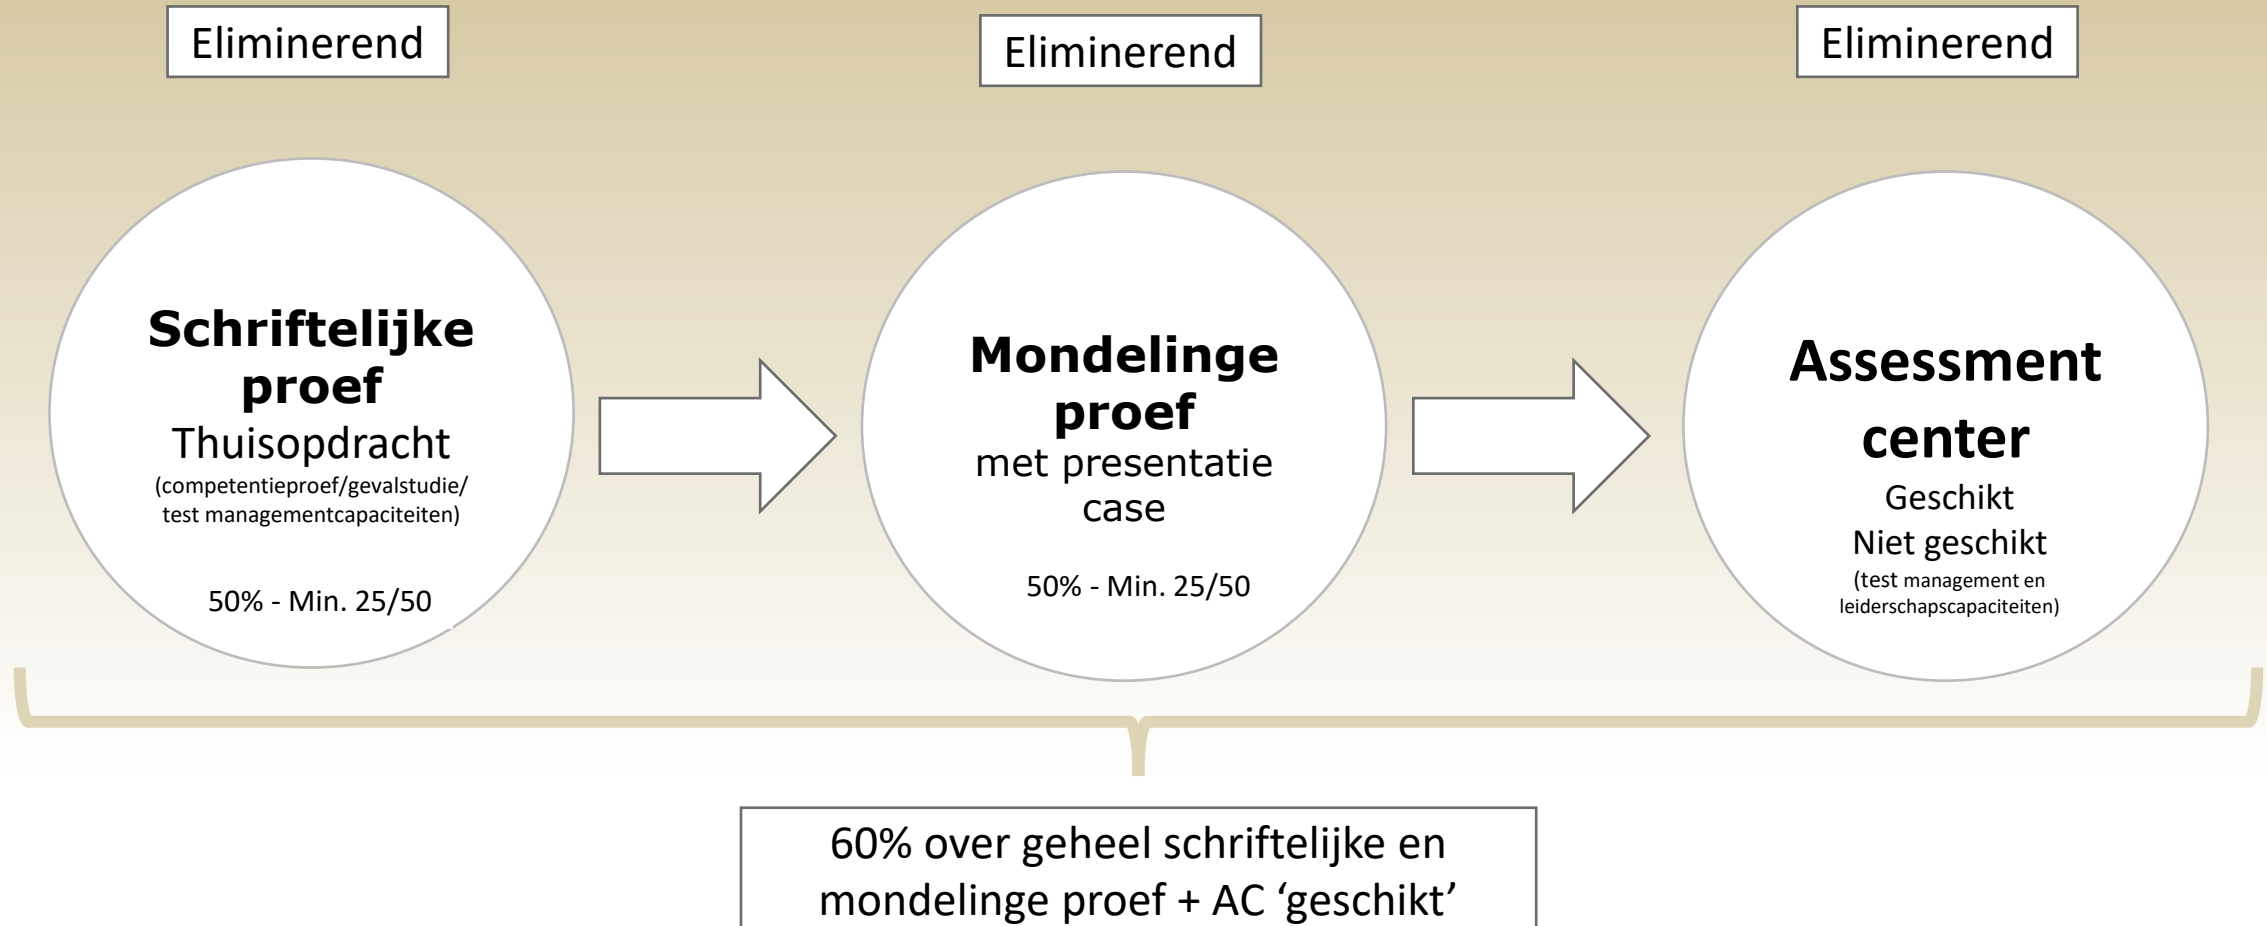 Eliminerend
Eliminerend
Eliminerend
Schriftelijke
proef
Thuisopdracht
(competentieproef/gevalstudie/
test managementcapaciteiten)
50% - Min. 25/50
Mondelinge
proef
met presentatie
case
50% - Min. 25/50
Assessment
center
Geschikt
Niet geschikt
(test management en
leiderschapscapaciteiten)
60% over geheel schriftelijke en
mondelinge proef + AC ‘geschikt’